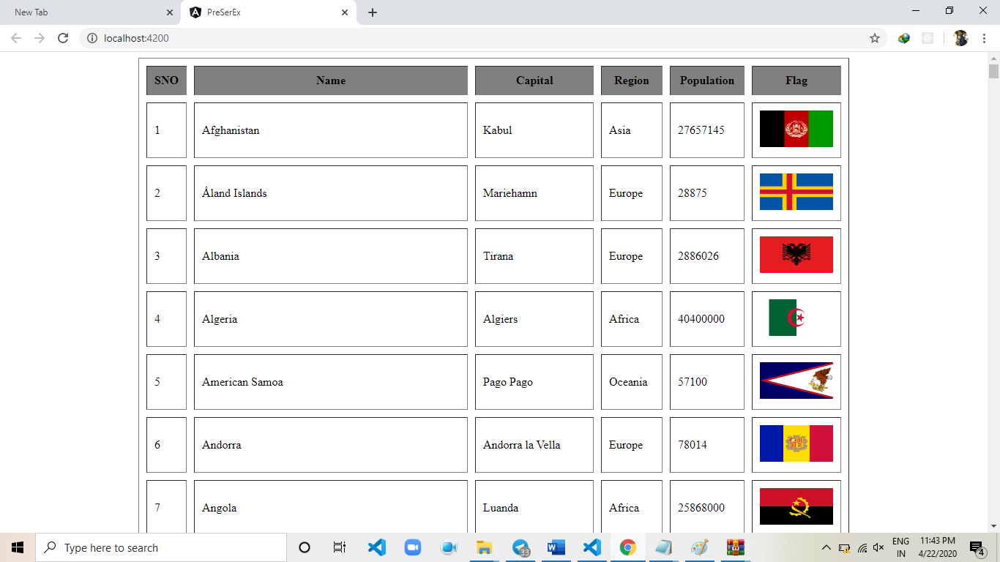 New Tab
PreSerEx
localhost:4200
SNO Name Capital Region Population Flag
1 Afghanistan Kabul Asia 27657145
2 Åland Islands Mariehamn Europe 28875
3 Albania Tirana Europe 2886026
4 Algeria Algiers Africa 40400000
5 American Samoa Pago Pago Oceania 57100
6 Andorra Andorra la Vella Europe 78014
7 Angola Luanda Africa 25868000
Type here to search
33
ENG
IN
11:43 PM
4/22/2020
4